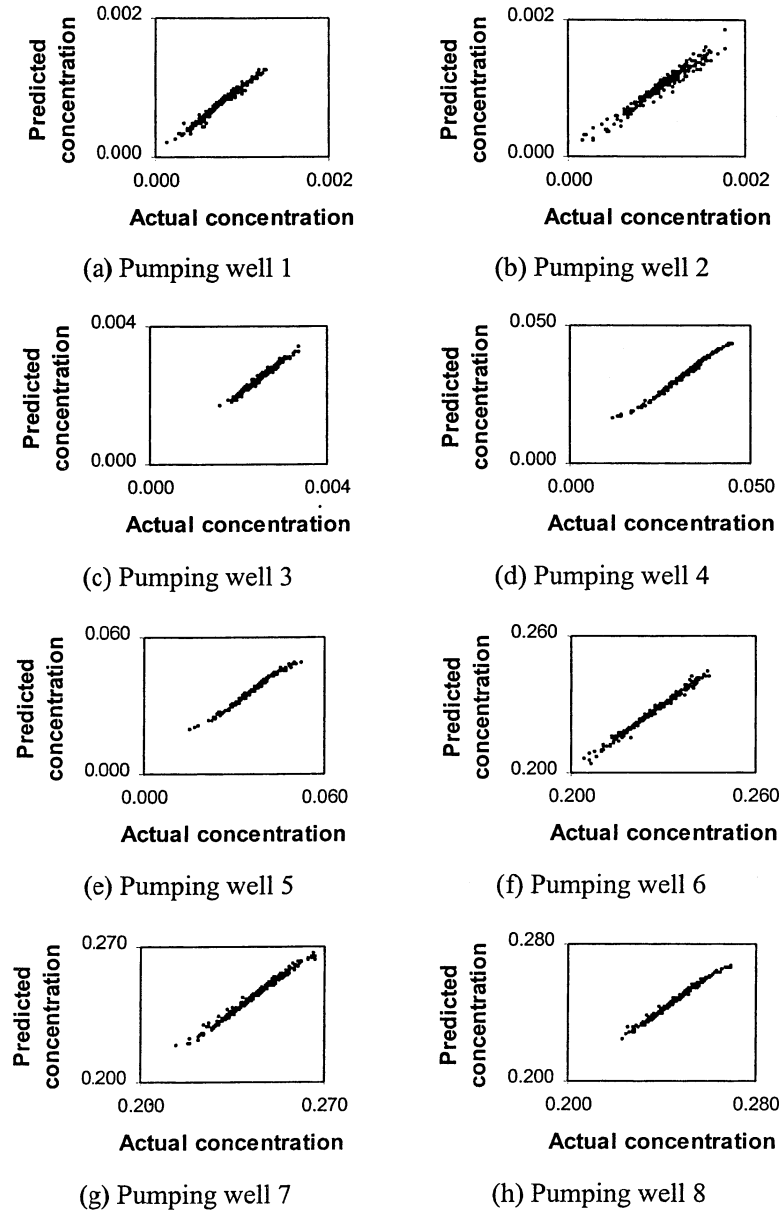 0.002
Predicted
concentration
0.000
0.000
0.002
Actual concentration
(a) Pumping well 1
0.002
Predicted
concentration
0.000
0.000
0.002
Actual concentration
(b) Pumping well 2
0.004
Predicted
concentration
0.000
0.000
0.004
Actual concentration
(c) Pumping well 3
0.050
Predicted
concentration
0.000
0.000
0.050
Actual concentration
(d) Pumping well 4
0.060
Predicted
concentration
0.000
0.000
0.060
Actual concentration
(e) Pumping well 5
0.260
Predicted
concentration
0.200
0.200
0.260
Actual concentration
(f) Pumping well 6
0.270
Predicted
concentration
0.200
0.200
0.270
Actual concentration
(g) Pumping well 7
0.280
Predicted
concentration
0.200
0.200
0.280
Actual concentration
(h) Pumping well 8